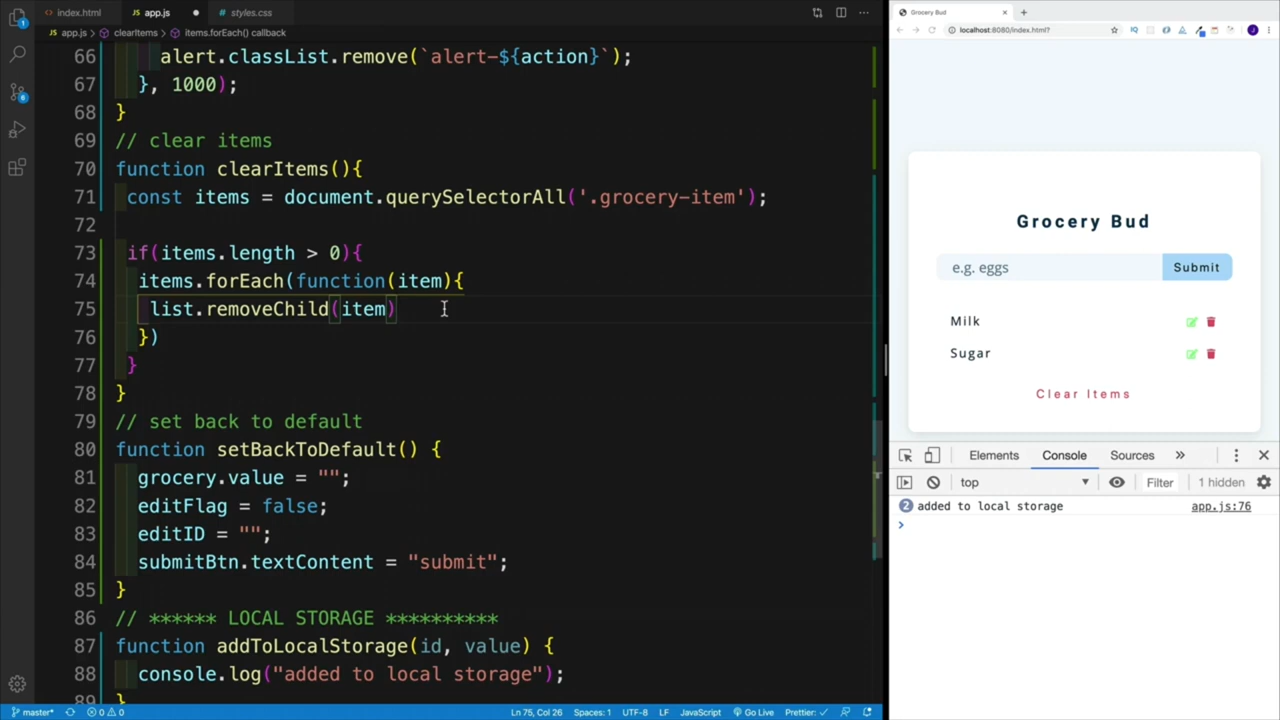 index.html
app.js
styles.css
app.js > clearItems > items.forEach() callback
66 alert.classList.remove(`alert-${action}`);
67 }, 1000);
68 }
69 // clear items
70 function clearItems(){
71 const items = document.querySelectorAll('.grocery-item');
72
73 if(items.length > 0){
74 items.forEach(function(item){
75 list.removeChild(item)
76 })
77 }
78 }
79 // set back to default
80 function setBackToDefault() {
81 grocery.value = "";
82 editFlag = false;
83 editID = "";
84 submitBtn.textContent = "submit";
85 }
86 // ****** LOCAL STORAGE **********
87 function addToLocalStorage(id, value) {
88 console.log("added to local storage");
89 }
1
6
master*
0 0
Ln 75, Col 26
Spaces: 1
UTF-8
LF
JavaScript
Go Live
Prettier: ✓
Grocery Bud
localhost:8080/index.html?
J
Grocery Bud
e.g. eggs
Submit
Milk
Sugar
Clear Items
Elements
Console
Sources
»
top
Filter
1 hidden
2 added to local storage
app.js:76
>